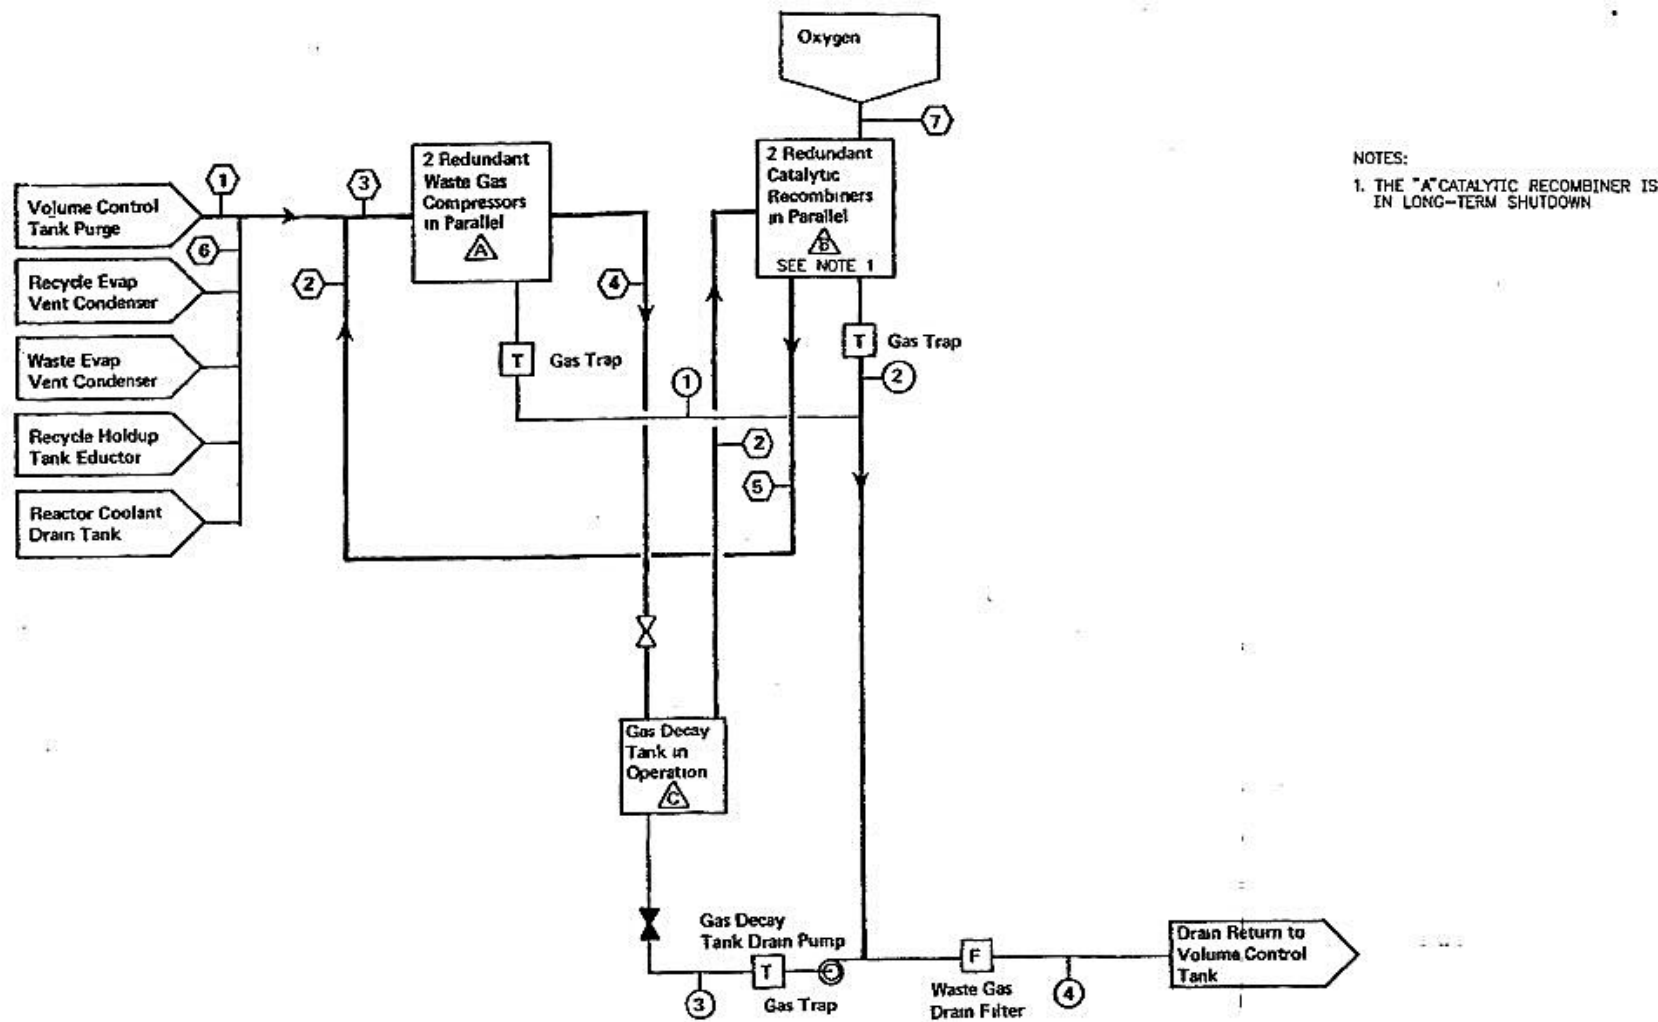 Oxygen
7
NOTES:
1. THE "A" CATALYTIC RECOMBINER IS
IN LONG-TERM SHUTDOWN
2 Redundant
Waste Gas
Compressors
in Parallel
A
2 Redundant
Catalytic
Recombiners
in Parallel
B
SEE NOTE 1
1
3
Volume Control
Tank Purge
6
Recycle Evap
Vent Condenser
2
4
Waste Evap
Vent Condenser
T
Gas Trap
T
Gas Trap
1
2
Recycle Holdup
Tank Eductor
2
5
Reactor Coolant
Drain Tank
Gas Decay
Tank in
Operation
C
Gas Decay
Tank Drain Pump
T
Gas Trap
3
F
Waste Gas
Drain Filter
4
Drain Return to
Volume Control
Tank